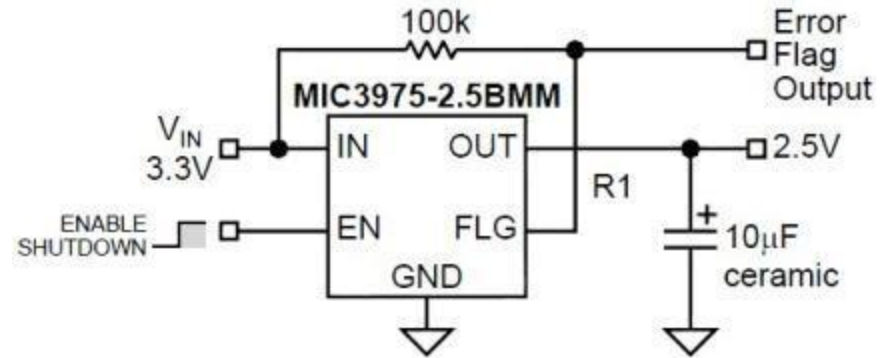 100k
Error
Flag
Output
MIC3975-2.5BMM
VIN
3.3V
IN
OUT
2.5V
R1
ENABLE
SHUTDOWN
EN
FLG
+
10µF
ceramic
GND